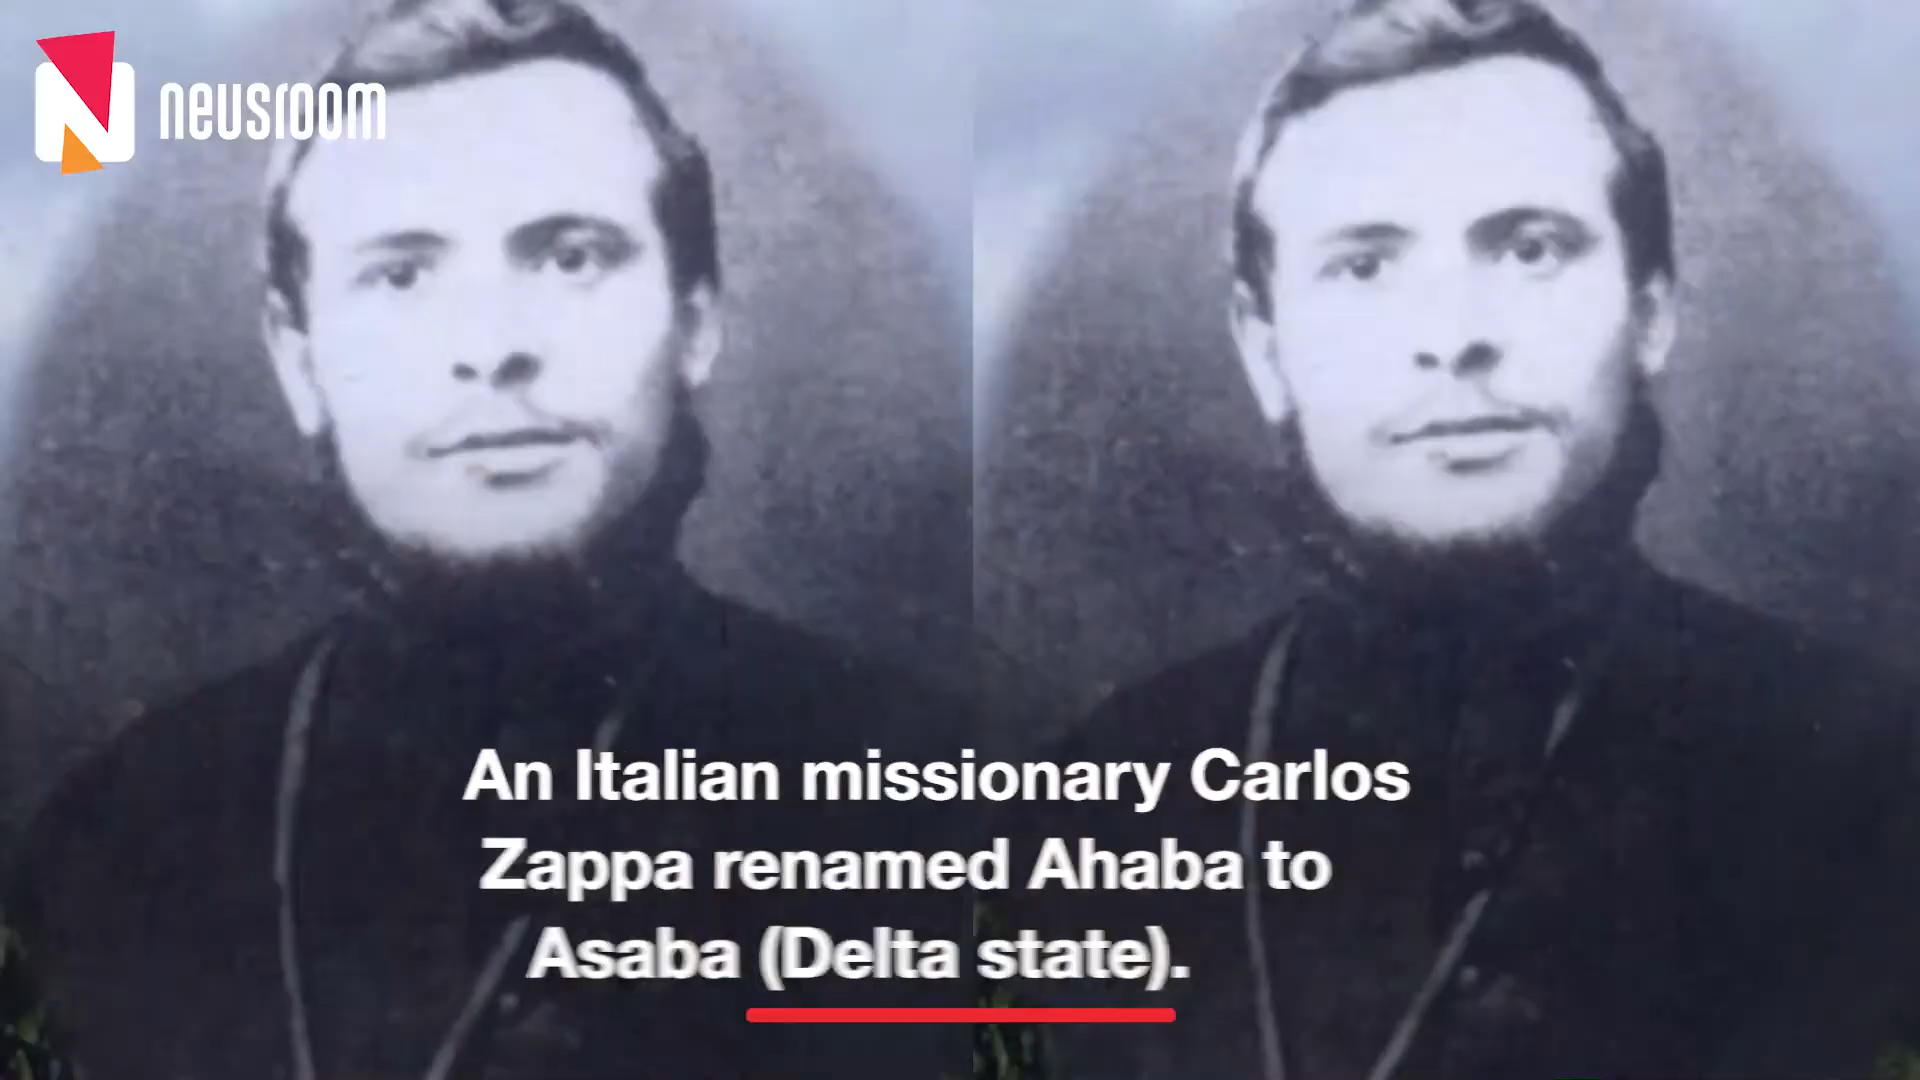 neusroom
An Italian missionary Carlos
Zappa renamed Ahaba to
Asaba (Delta state).